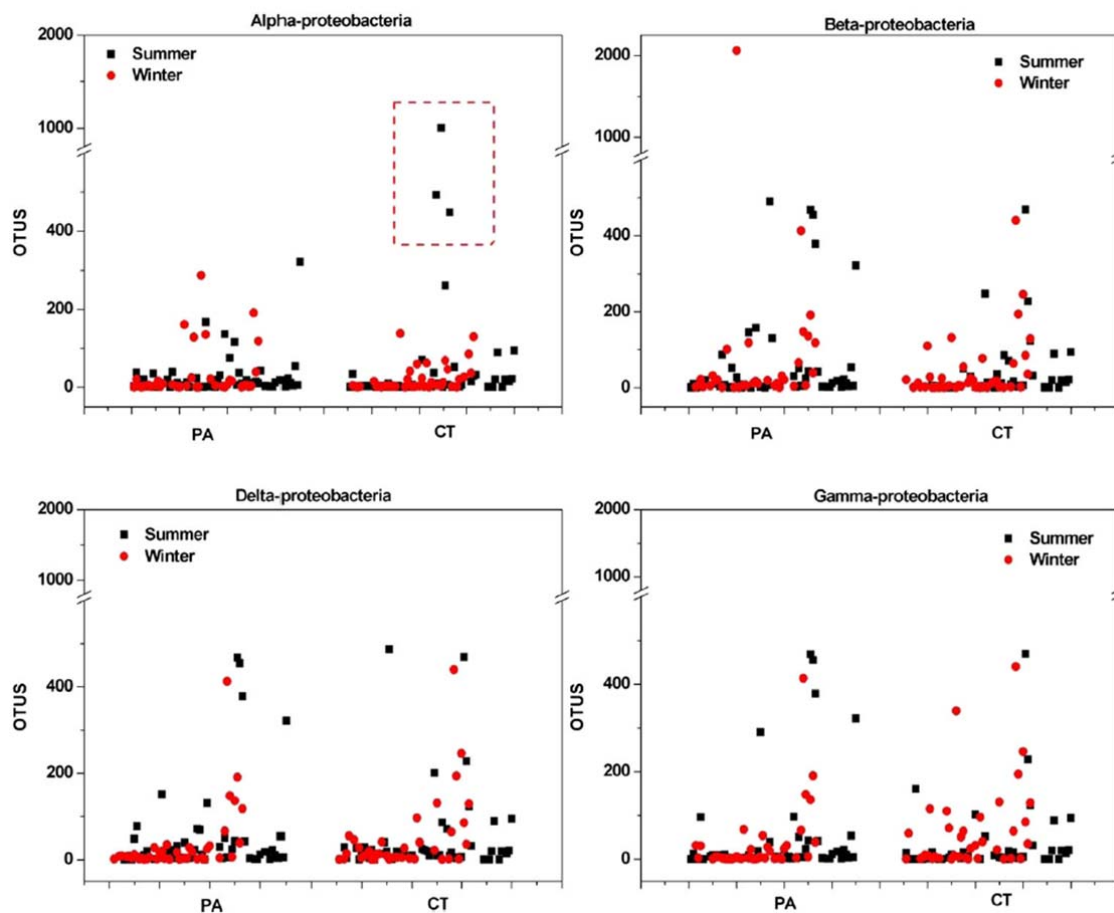 Alpha-proteobacteria
2000
Summer
Winter
1000
OTUS
400
200
0
PA
CT
Beta-proteobacteria
2000
Summer
Winter
1000
OTUS
400
200
0
PA
CT
Delta-proteobacteria
2000
Summer
Winter
1000
OTUS
400
200
0
PA
CT
Gamma-proteobacteria
2000
Summer
Winter
1000
OTUS
400
200
0
PA
CT